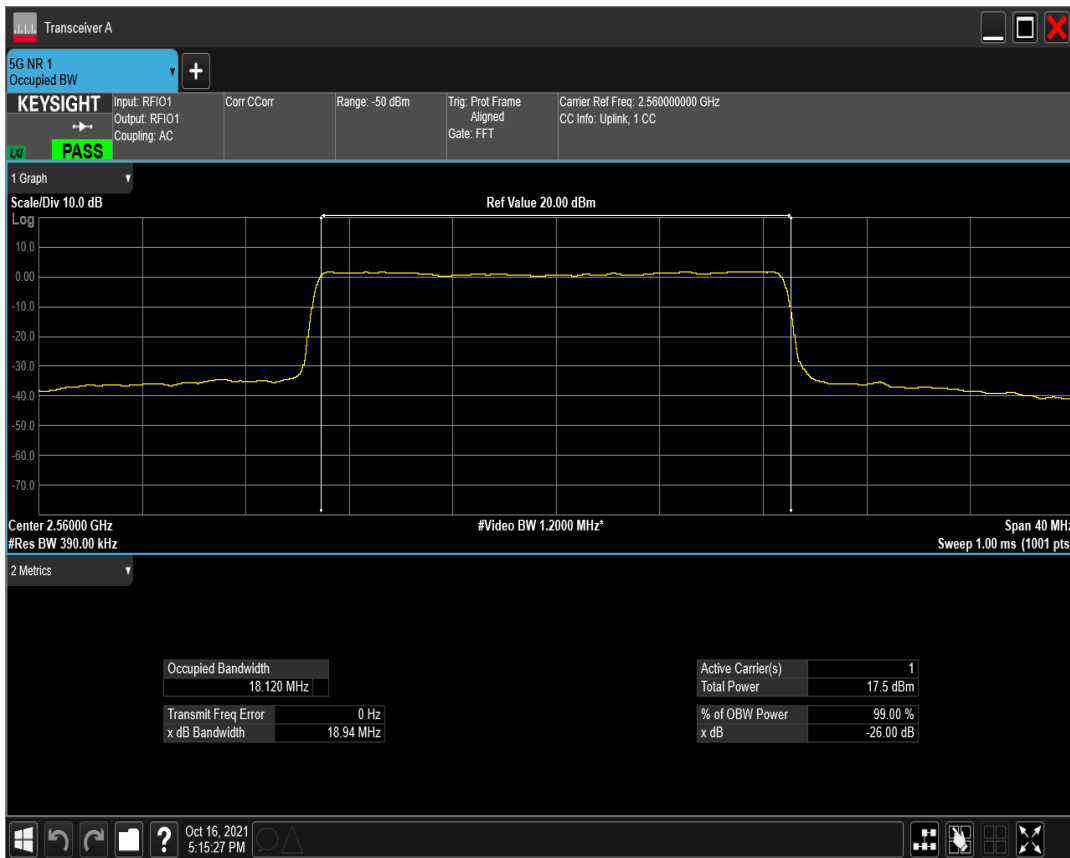 Transceiver A
5G NR 1
Occupied BW
KEYSIGHT
LXI
PASS
Input: RFIO1
Output: RFIO1
Coupling: AC
Corr CCorr
Range: -50 dBm
Trig: Prot Frame
Aligned
Gate: FFT
Carrier Ref Freq: 2.560000000 GHz
CC Info: Uplink, 1 CC
1 Graph
Scale/Div 10.0 dB
Ref Value 20.00 dBm
Log
10.0
0.00
-10.0
-20.0
-30.0
-40.0
-50.0
-60.0
-70.0
Center 2.56000 GHz
#Video BW 1.2000 MHz*
Span 40 MHz
#Res BW 390.00 kHz
Sweep 1.00 ms (1001 pts
2 Metrics
Occupied Bandwidth
18.120 MHz
Transmit Freq Error 0 Hz
x dB Bandwidth 18.94 MHz
Active Carrier(s) 1
Total Power 17.5 dBm
% of OBW Power 99.00 %
x dB -26.00 dB
Oct 16, 2021
5:15:27 PM